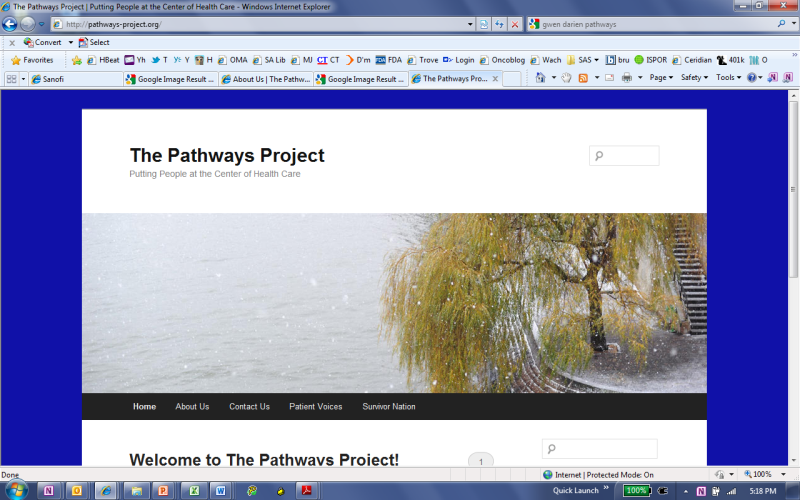 The Pathways Project | Putting People at the Center of Health Care - Windows Internet Explorer
http://pathways-project.org/
gwen darien pathways
x Convert Select
Favorites HBeat Yh T Y: Y H OMA SA Lib MJ CT CT D'm FDA FDA Trove Login Oncoblog Wach SAS bru ISPOR Ceridian 401k O »
Sanofi Google Image Result ... About Us | The Pathw... Google Image Result ... The Pathways Pro... x Page Safety Tools
The Pathways Project
Putting People at the Center of Health Care
Home About Us Contact Us Patient Voices Survivor Nation
Welcome to The Pathways Project!
1
Done Internet | Protected Mode: On 100%
Quick Launch » 100% 5:18 PM